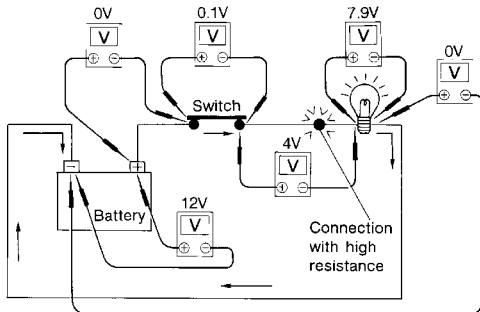 0V
V
⊕ ⊖
0.1V
V
⊕ ⊖
7.9V
V
⊕ ⊖
0V
V
⊕ ⊖
Switch
4V
V
⊕ ⊖
− +
Battery
12V
V
⊕ ⊖
Connection
with high
resistance